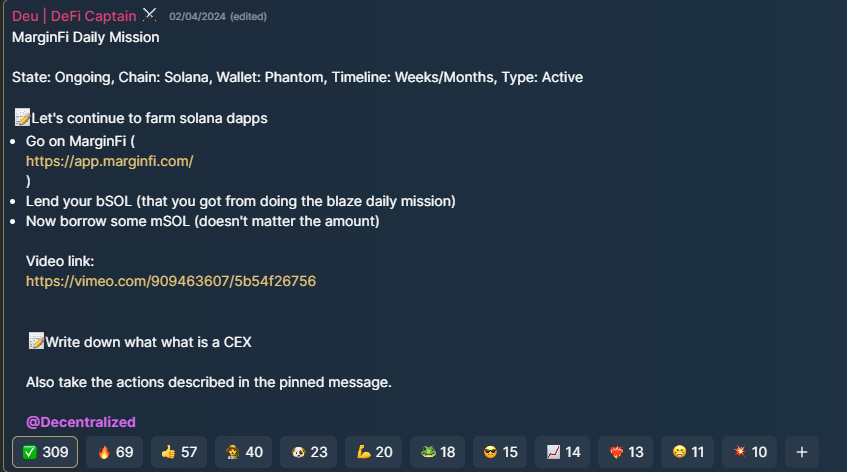 Deu | DeFi Captain ⚔ 02/04/2024 (edited)
MarginFi Daily Mission
State: Ongoing, Chain: Solana, Wallet: Phantom, Timeline: Weeks/Months, Type: Active
📝Let's continue to farm solana dapps
• Go on MarginFi (
https://app.marginfi.com/
)
• Lend your bSOL (that you got from doing the blaze daily mission)
• Now borrow some mSOL (doesn't matter the amount)
Video link:
https://vimeo.com/909463607/5b54f26756
📝Write down what what is a CEX
Also take the actions described in the pinned message.
@Decentralized
✅ 309 🔥 69 👍 57 👩‍🌾 40 🐶 23 💪 20 🐲 18 😎 15 📈 14 ❤️‍🔥 13 😄 11 💥 10 +